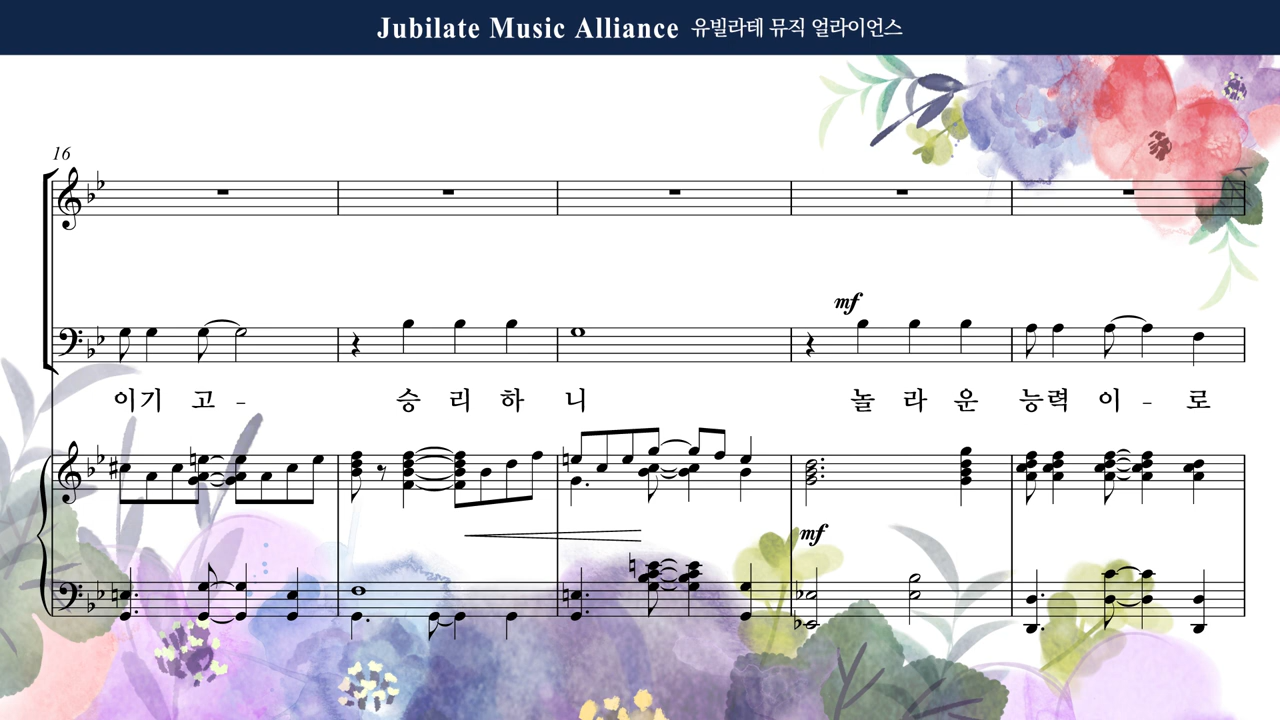 Jubilate Music Alliance 유빌라테 뮤직 얼라이언스
16
mf
이기 고 - 승 리 하 니 놀 라 운 능력 이 - 로
mf